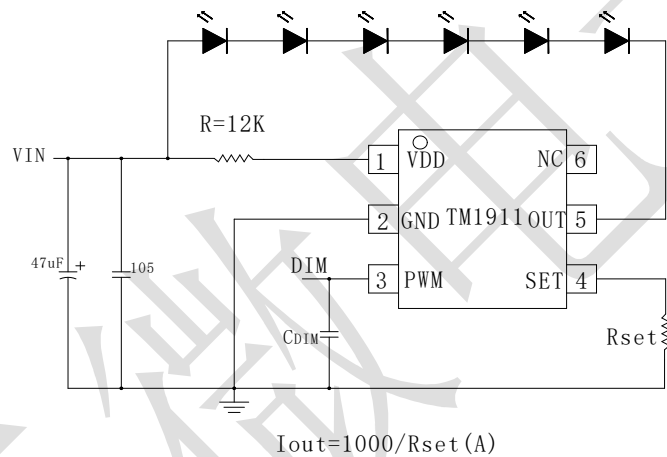 R=12K
VIN
1 VDD NC 6
2 GND TM1911 OUT 5
47uF + 105
DIM
3 PWM SET 4
CDIM
Rset
Iout=1000/Rset(A)